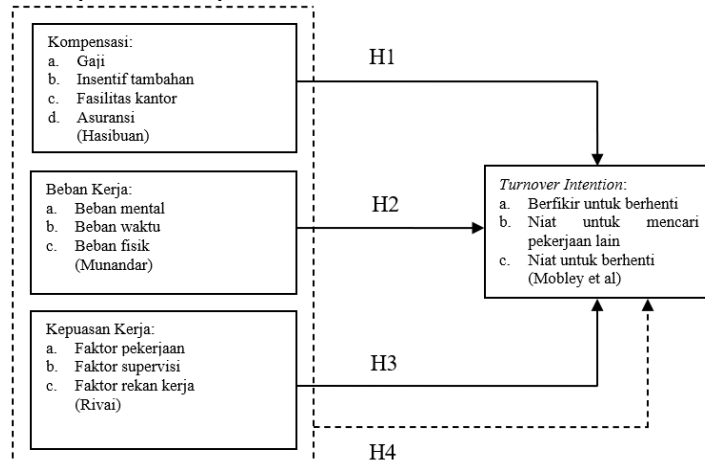 Kompensasi:
a. Gaji
b. Insentif tambahan
c. Fasilitas kantor
d. Asuransi
(Hasibuan)
H1
Beban Kerja:
a. Beban mental
b. Beban waktu
c. Beban fisik
(Munandar)
H2
Turnover Intention:
a. Berfikir untuk berhenti
b. Niat untuk mencari
pekerjaan lain
c. Niat untuk berhenti
(Mobley et al)
Kepuasan Kerja:
a. Faktor pekerjaan
b. Faktor supervisi
c. Faktor rekan kerja
(Rivai)
H3
H4